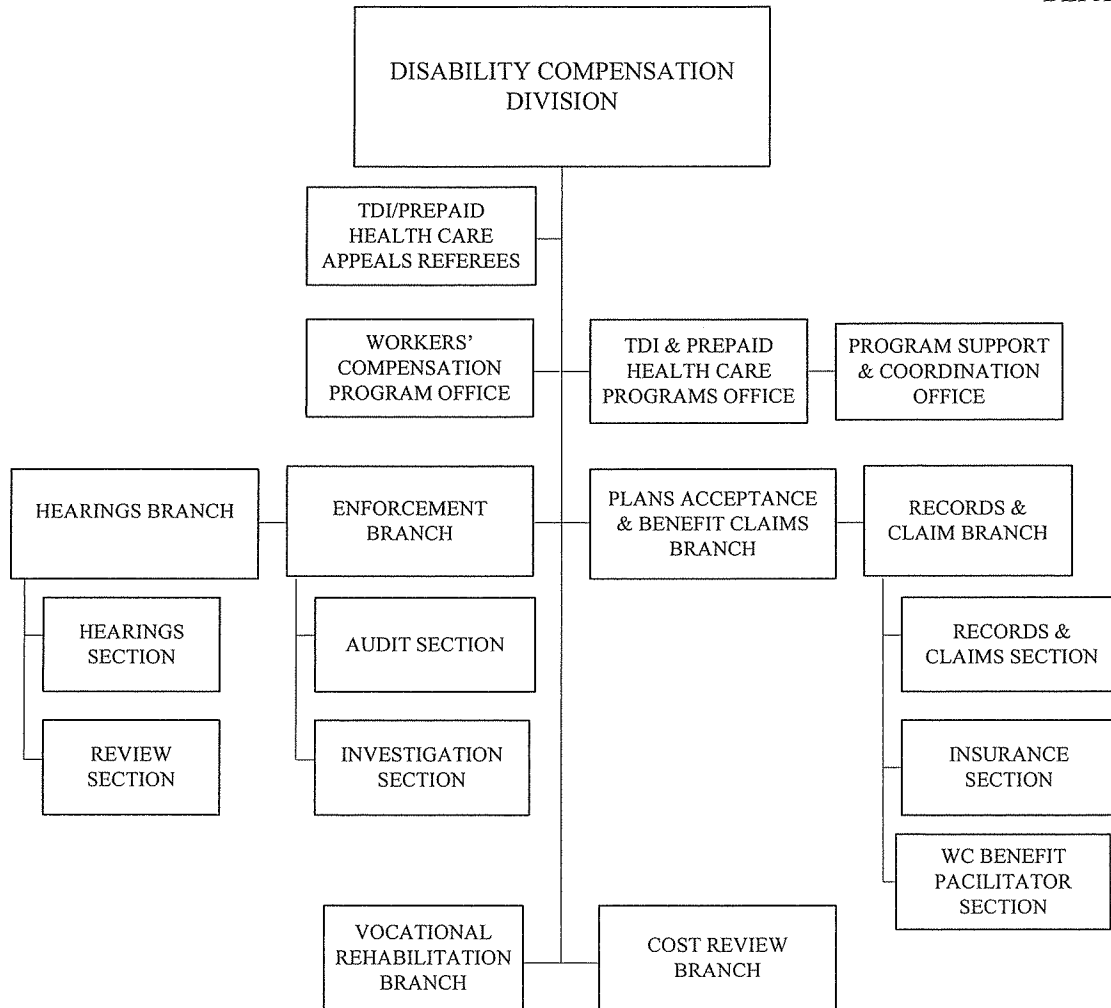 DISABILITY COMPENSATION
DIVISION
TDI/PREPAID
HEALTH CARE
APPEALS REFEREES
WORKERS’
COMPENSATION
PROGRAM OFFICE
TDI & PREPAID
HEALTH CARE
PROGRAMS OFFICE
PROGRAM SUPPORT
& COORDINATION
OFFICE
HEARINGS BRANCH
ENFORCEMENT
BRANCH
PLANS ACCEPTANCE
& BENEFIT CLAIMS
BRANCH
RECORDS &
CLAIM BRANCH
HEARINGS
SECTION
AUDIT SECTION
RECORDS &
CLAIMS SECTION
REVIEW
SECTION
INVESTIGATION
SECTION
INSURANCE
SECTION
WC BENEFIT
PACILITATOR
SECTION
VOCATIONAL
REHABILITATION
BRANCH
COST REVIEW
BRANCH